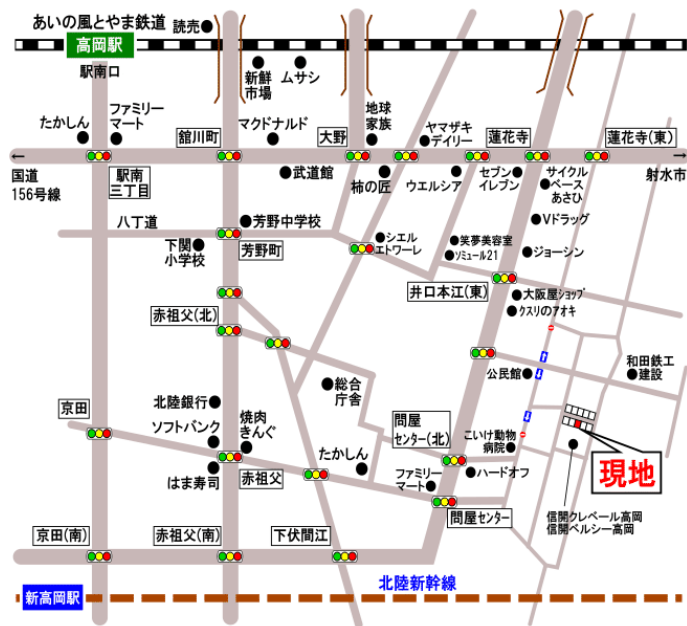 あいの風とやま鉄道
読売
高岡駅
駅南口
新鮮
市場
ムサシ
たかしん
ファミリー
マート
舘川町
マクドナルド
大野
地球
家族
ヤマザキ
デイリー
蓮花寺
蓮花寺(東)
←
国道
156号線
駅南
三丁目
武道館
柿の匠
ウエルシア
セブン
イレブン
サイクル
ベース
あさひ
→
射水市
八丁道
芳野中学校
下関
小学校
芳野町
シエル
エトワーレ
笑夢美容室
ソミュール21
Vドラッグ
ジョーシン
井口本江(東)
大阪屋ショップ
クスリのアオキ
赤祖父(北)
総合
庁舎
公民館
和田鉄工
建設
京田
北陸銀行
ソフトバンク
焼肉
きんぐ
はま寿司
赤祖父
たかしん
問屋
センター(北)
こいけ動物
病院
ファミリー
マート
ハードオフ
現地
問屋センター
信開クレベール高岡
信開ベルシー高岡
京田(南)
赤祖父(南)
下伏間江
北陸新幹線
新高岡駅